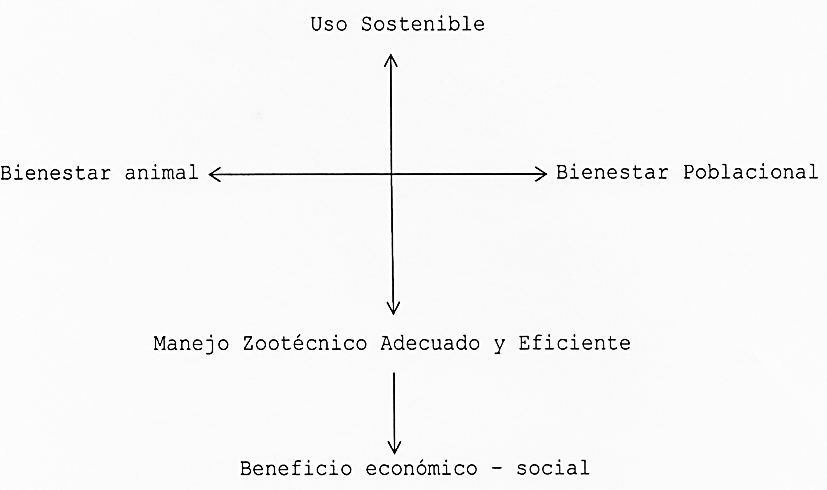 Uso Sostenible
Bienestar animal
Bienestar Poblacional
Manejo Zootécnico Adecuado y Eficiente
Beneficio económico - social